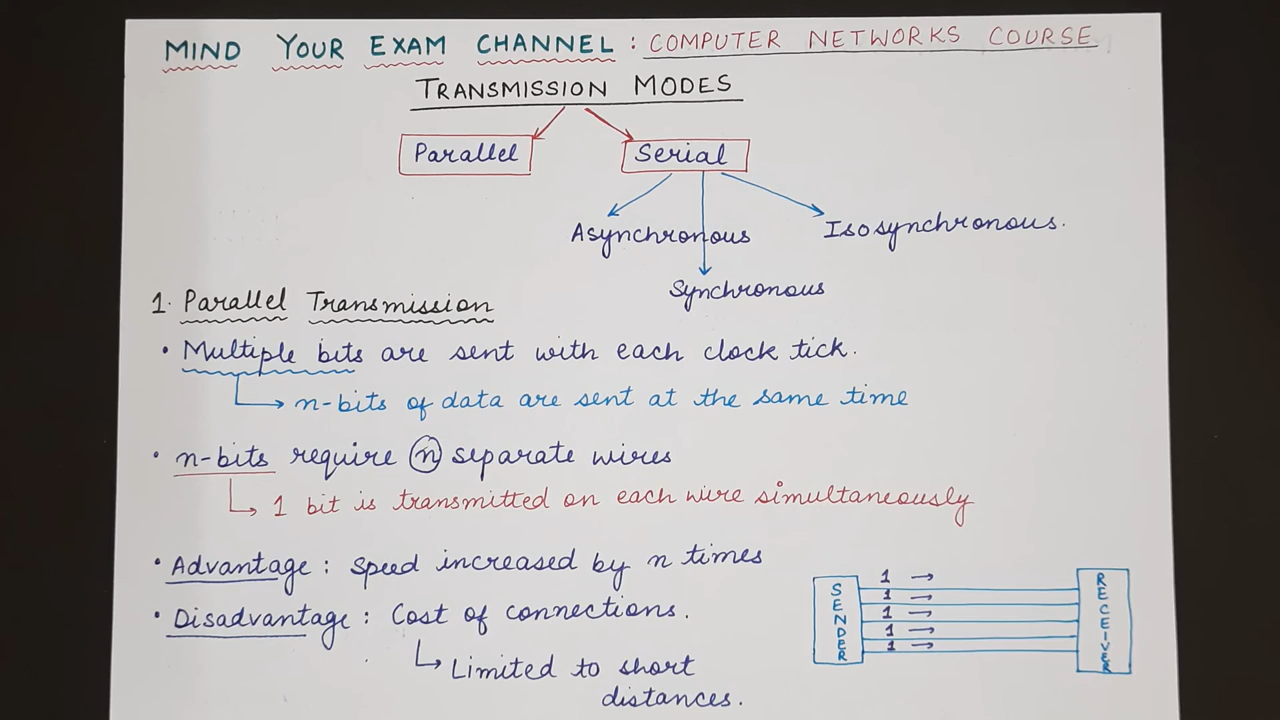 MIND YOUR EXAM CHANNEL : COMPUTER NETWORKS COURSE
TRANSMISSION MODES
Parallel Serial
Asynchronous Isosynchronous.
Synchronous
1. Parallel Transmission
• Multiple bits are sent with each clock tick.
n-bits of data are sent at the same time
• n-bits require n separate wires
1 bit is transmitted on each wire simultaneously
• Advantage : Speed increased by n times
• Disadvantage : Cost of connections.
Limited to short
distances.
SENDER
1 →
1 →
1 →
1 →
1 →
RECEIVER